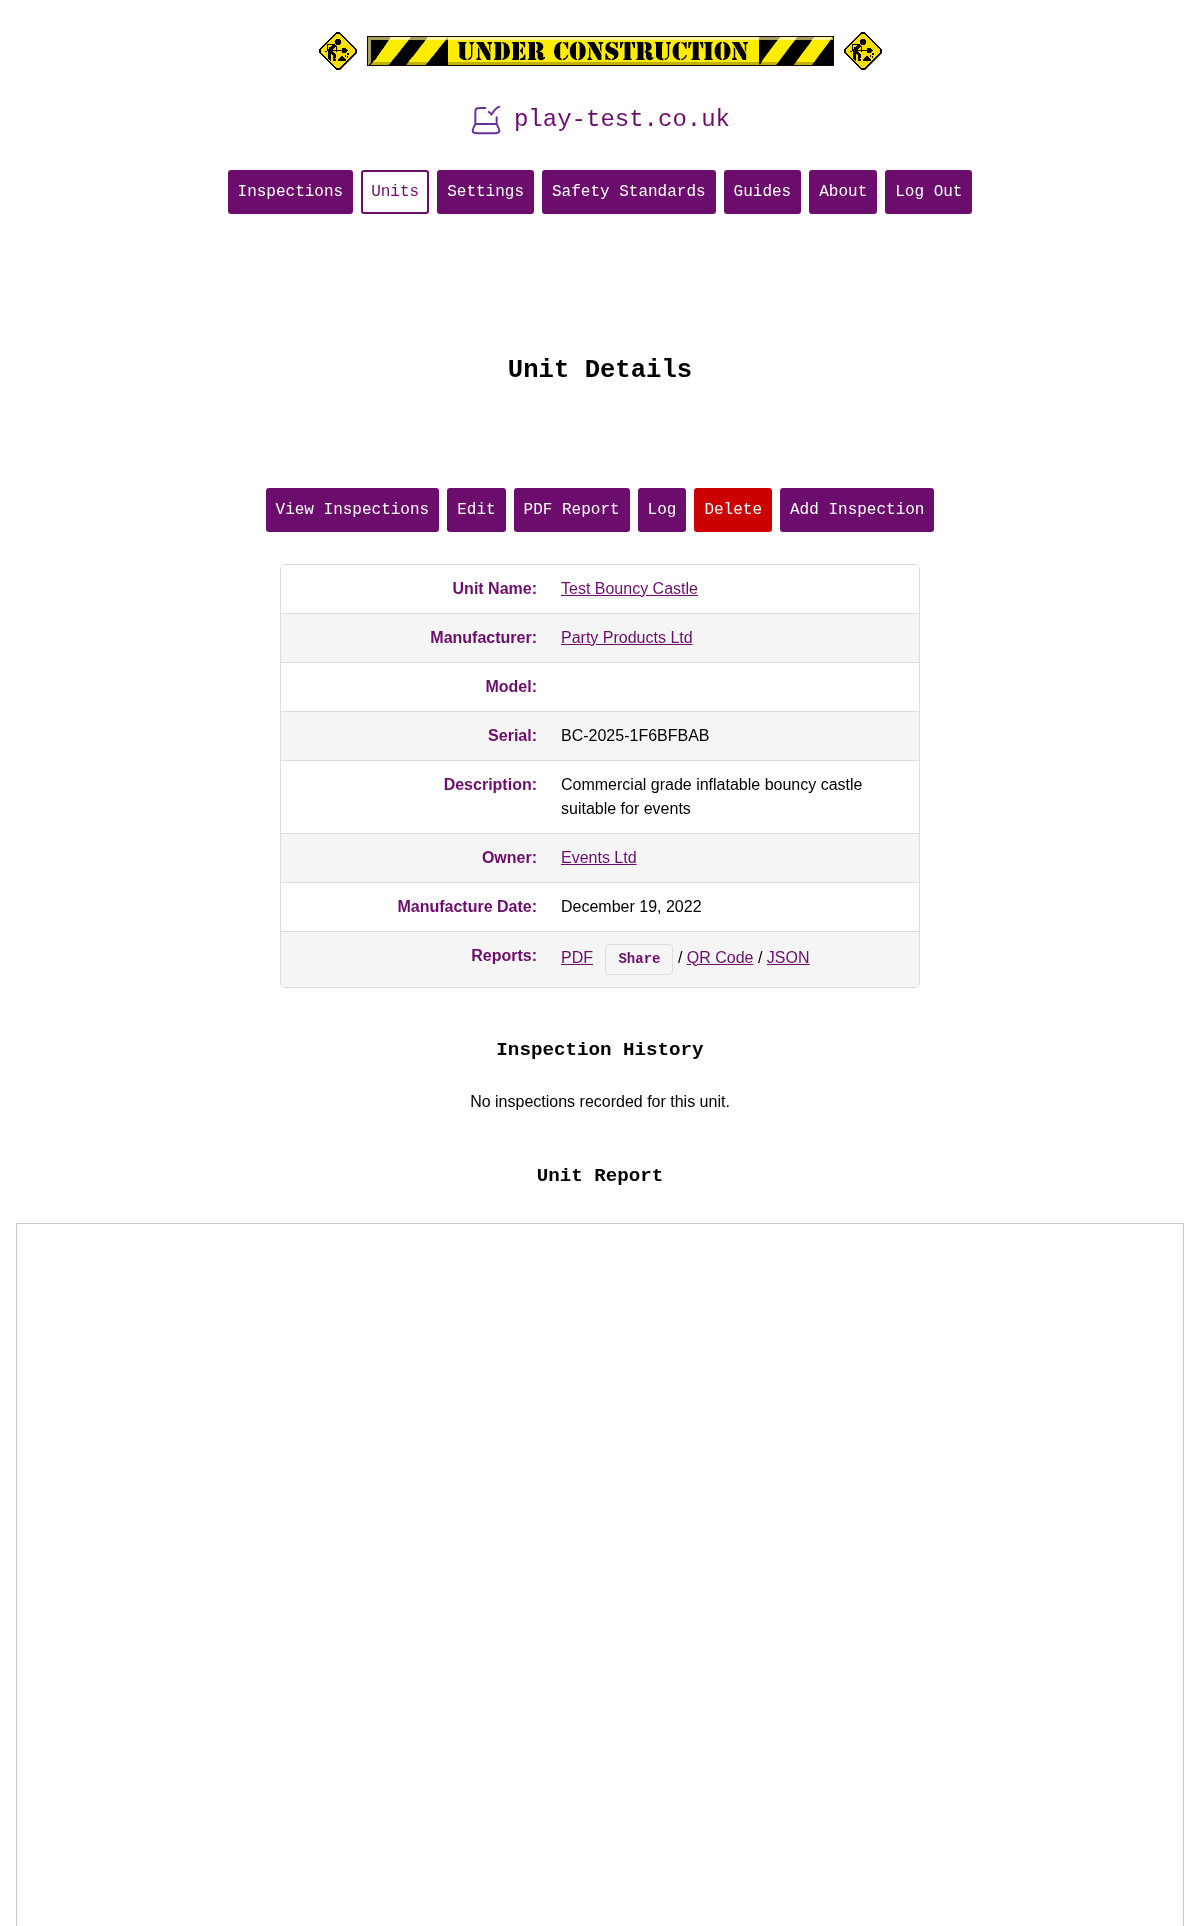 UNDER CONSTRUCTION
play-test.co.uk
Inspections Units Settings Safety Standards Guides About Log Out
Unit Details
View Inspections Edit PDF Report Log Delete Add Inspection
Unit Name: Test Bouncy Castle
Manufacturer: Party Products Ltd
Model:
Serial: BC-2025-1F6BFBAB
Description: Commercial grade inflatable bouncy castle
suitable for events
Owner: Events Ltd
Manufacture Date: December 19, 2022
Reports: PDF Share / QR Code / JSON
Inspection History
No inspections recorded for this unit.
Unit Report